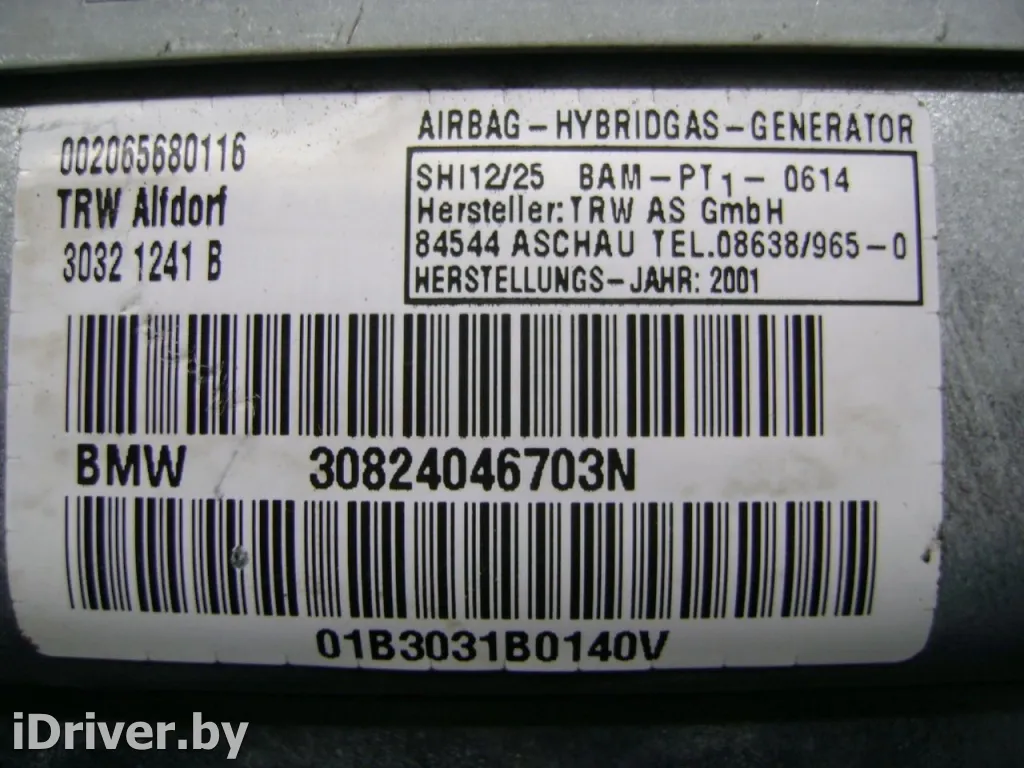 002065680116
TRW Alfdorf
3032 1241 B
AIRBAG-HYBRIDGAS-GENERATOR
SHI12/25 BAM-PT1-0614
Hersteller: TRW AS GmbH
84544 ASCHAU TEL.08638/965-0
HERSTELLUNGS-JAHR: 2001
BMW 30824046703N
01B3031B0140V
iDriver.by